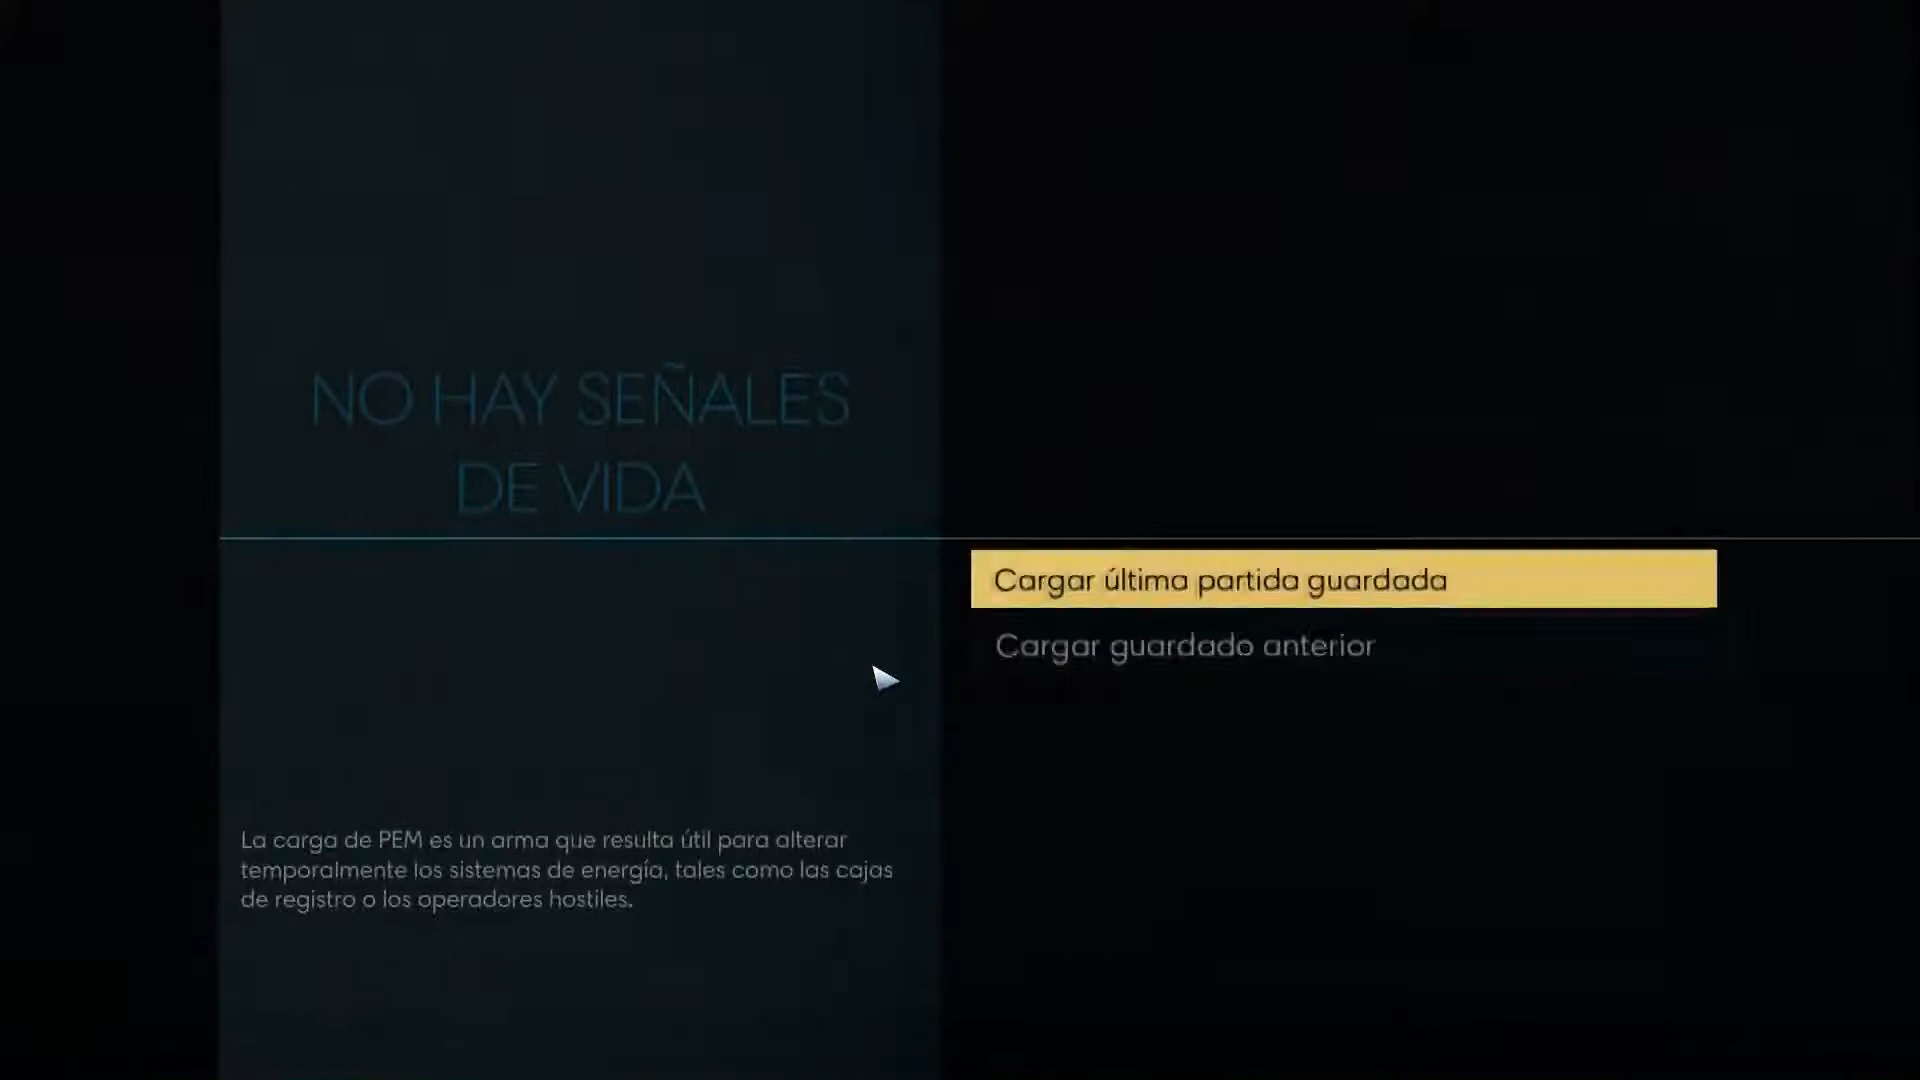 NO HAY SEÑALES
DE VIDA
Cargar última partida guardada
Cargar guardado anterior
La carga de PEM es un arma que resulta útil para alterar
temporalmente los sistemas de energía, tales como las cajas
de registro o los operadores hostiles.